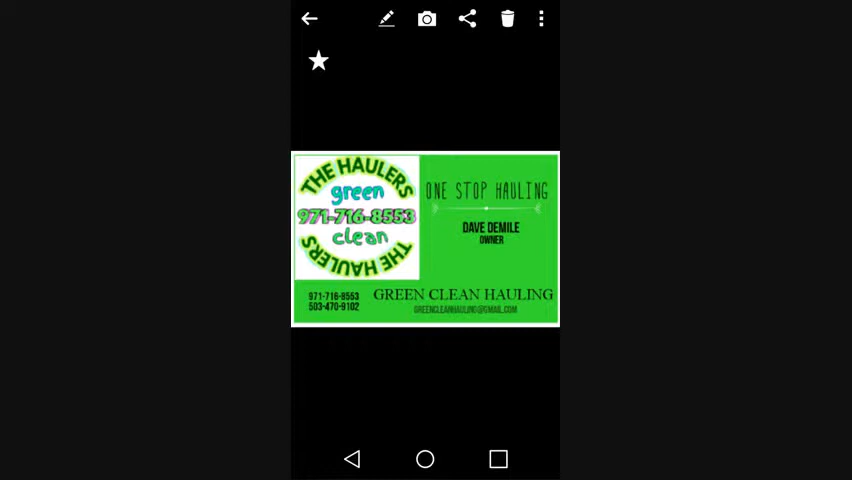 THE HAULERS
green
971-716-8553
clean
THE HAULERS
ONE STOP HAULING
DAVE DEMILE
OWNER
971-716-8553
503-470-9102
GREEN CLEAN HAULING
GREENCLEANHAULING@GMAIL.COM